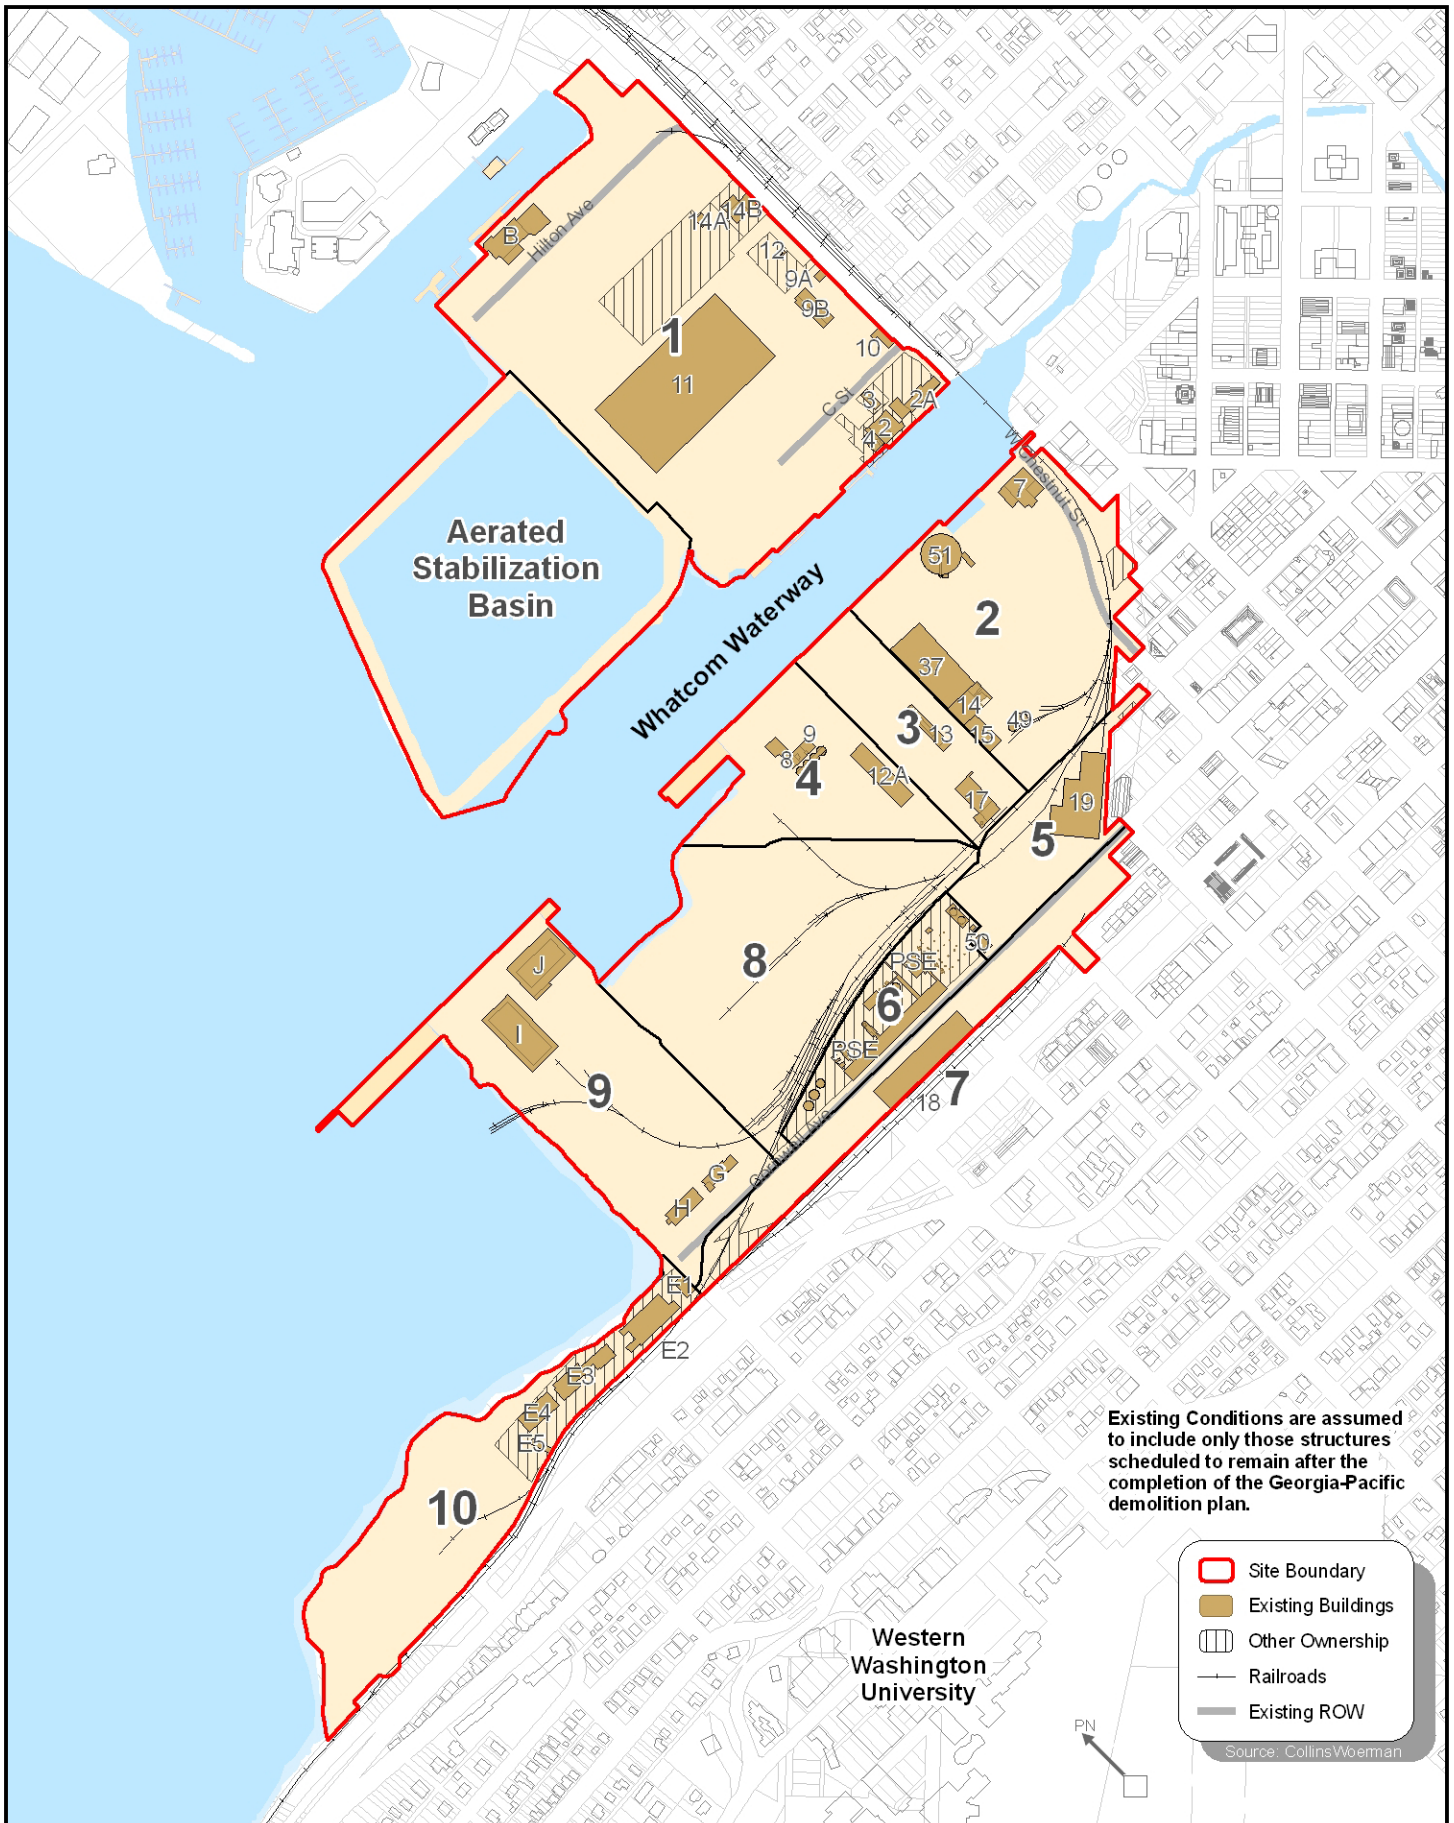 B
Hilton Ave
14A
14B
12
9A
9B
10
1
11
C St
3
2A
2
4
W Chestnut St
7
51
Aerated
Stabilization
Basin
Whatcom Waterway
2
37
14
49
15
3
13
9
8
4
12A
17
19
5
50
PSE
8
6
PSE
J
I
9
18
7
Cornwall Ave
G
H
E1
E2
E3
E4
E5
10
Existing Conditions are assumed
to include only those structures
scheduled to remain after the
completion of the Georgia-Pacific
demolition plan.
Western
Washington
University
PN
Site Boundary
Existing Buildings
Other Ownership
Railroads
Existing ROW
Source: CollinsWoerman